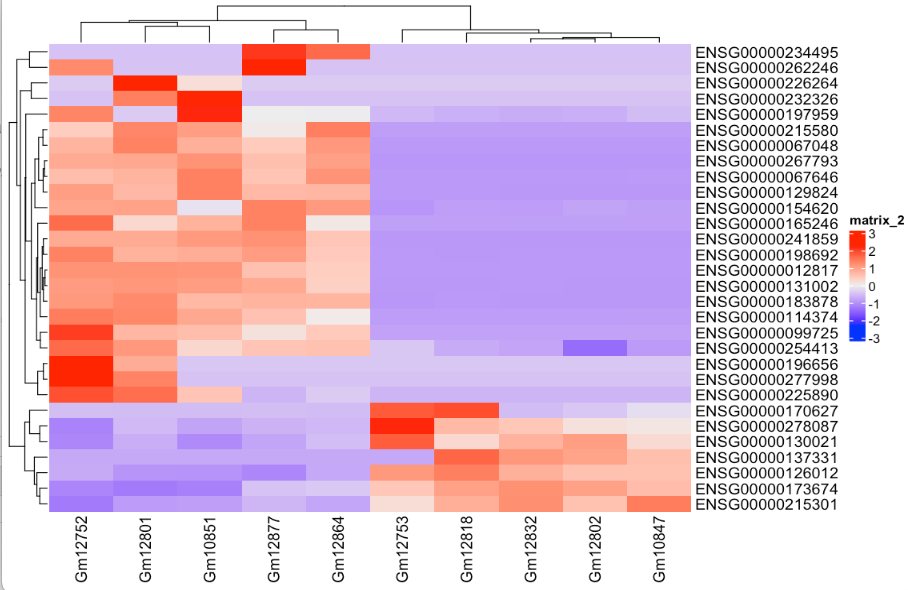 ENSG00000234495
ENSG00000262246
ENSG00000226264
ENSG00000232326
ENSG00000197959
ENSG00000215580
ENSG00000067048
ENSG00000267793
ENSG00000067646
ENSG00000129824
ENSG00000154620
ENSG00000165246
ENSG00000241859
ENSG00000198692
ENSG00000012817
ENSG00000131002
ENSG00000183878
ENSG00000114374
ENSG00000099725
ENSG00000254413
ENSG00000196656
ENSG00000277998
ENSG00000225890
ENSG00000170627
ENSG00000278087
ENSG00000130021
ENSG00000137331
ENSG00000126012
ENSG00000173674
ENSG00000215301
matrix_2
3
2
1
0
-1
-2
-3
Gm12752
Gm12801
Gm10851
Gm12877
Gm12864
Gm12753
Gm12818
Gm12832
Gm12802
Gm10847